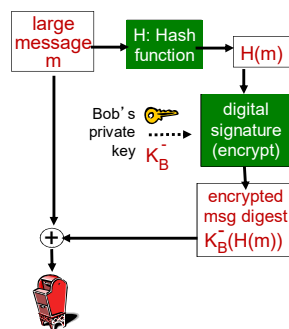 large
message
m
H: Hash
function
H(m)
Bob's
private
key K_B^-
digital
signature
(encrypt)
encrypted
msg digest
K_B^-(H(m))
+